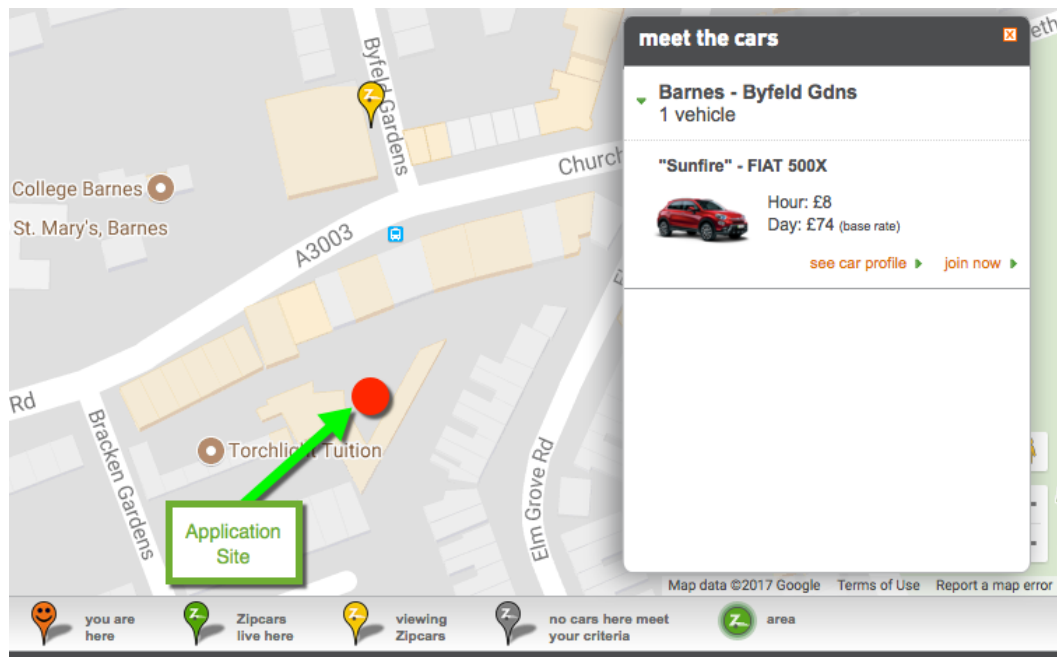 Byfeld Gardens
College Barnes
St. Mary's, Barnes
A3003
Church
Rd
Bracken Gardens
Torchlight Tuition
Elm Grove Rd
Application
Site
meet the cars
Barnes - Byfeld Gdns
1 vehicle
"Sunfire" - FIAT 500X
Hour: £8
Day: £74 (base rate)
see car profile
join now
Map data ©2017 Google Terms of Use Report a map error
you are
here
Zipcars
live here
viewing
Zipcars
no cars here meet
your criteria
area